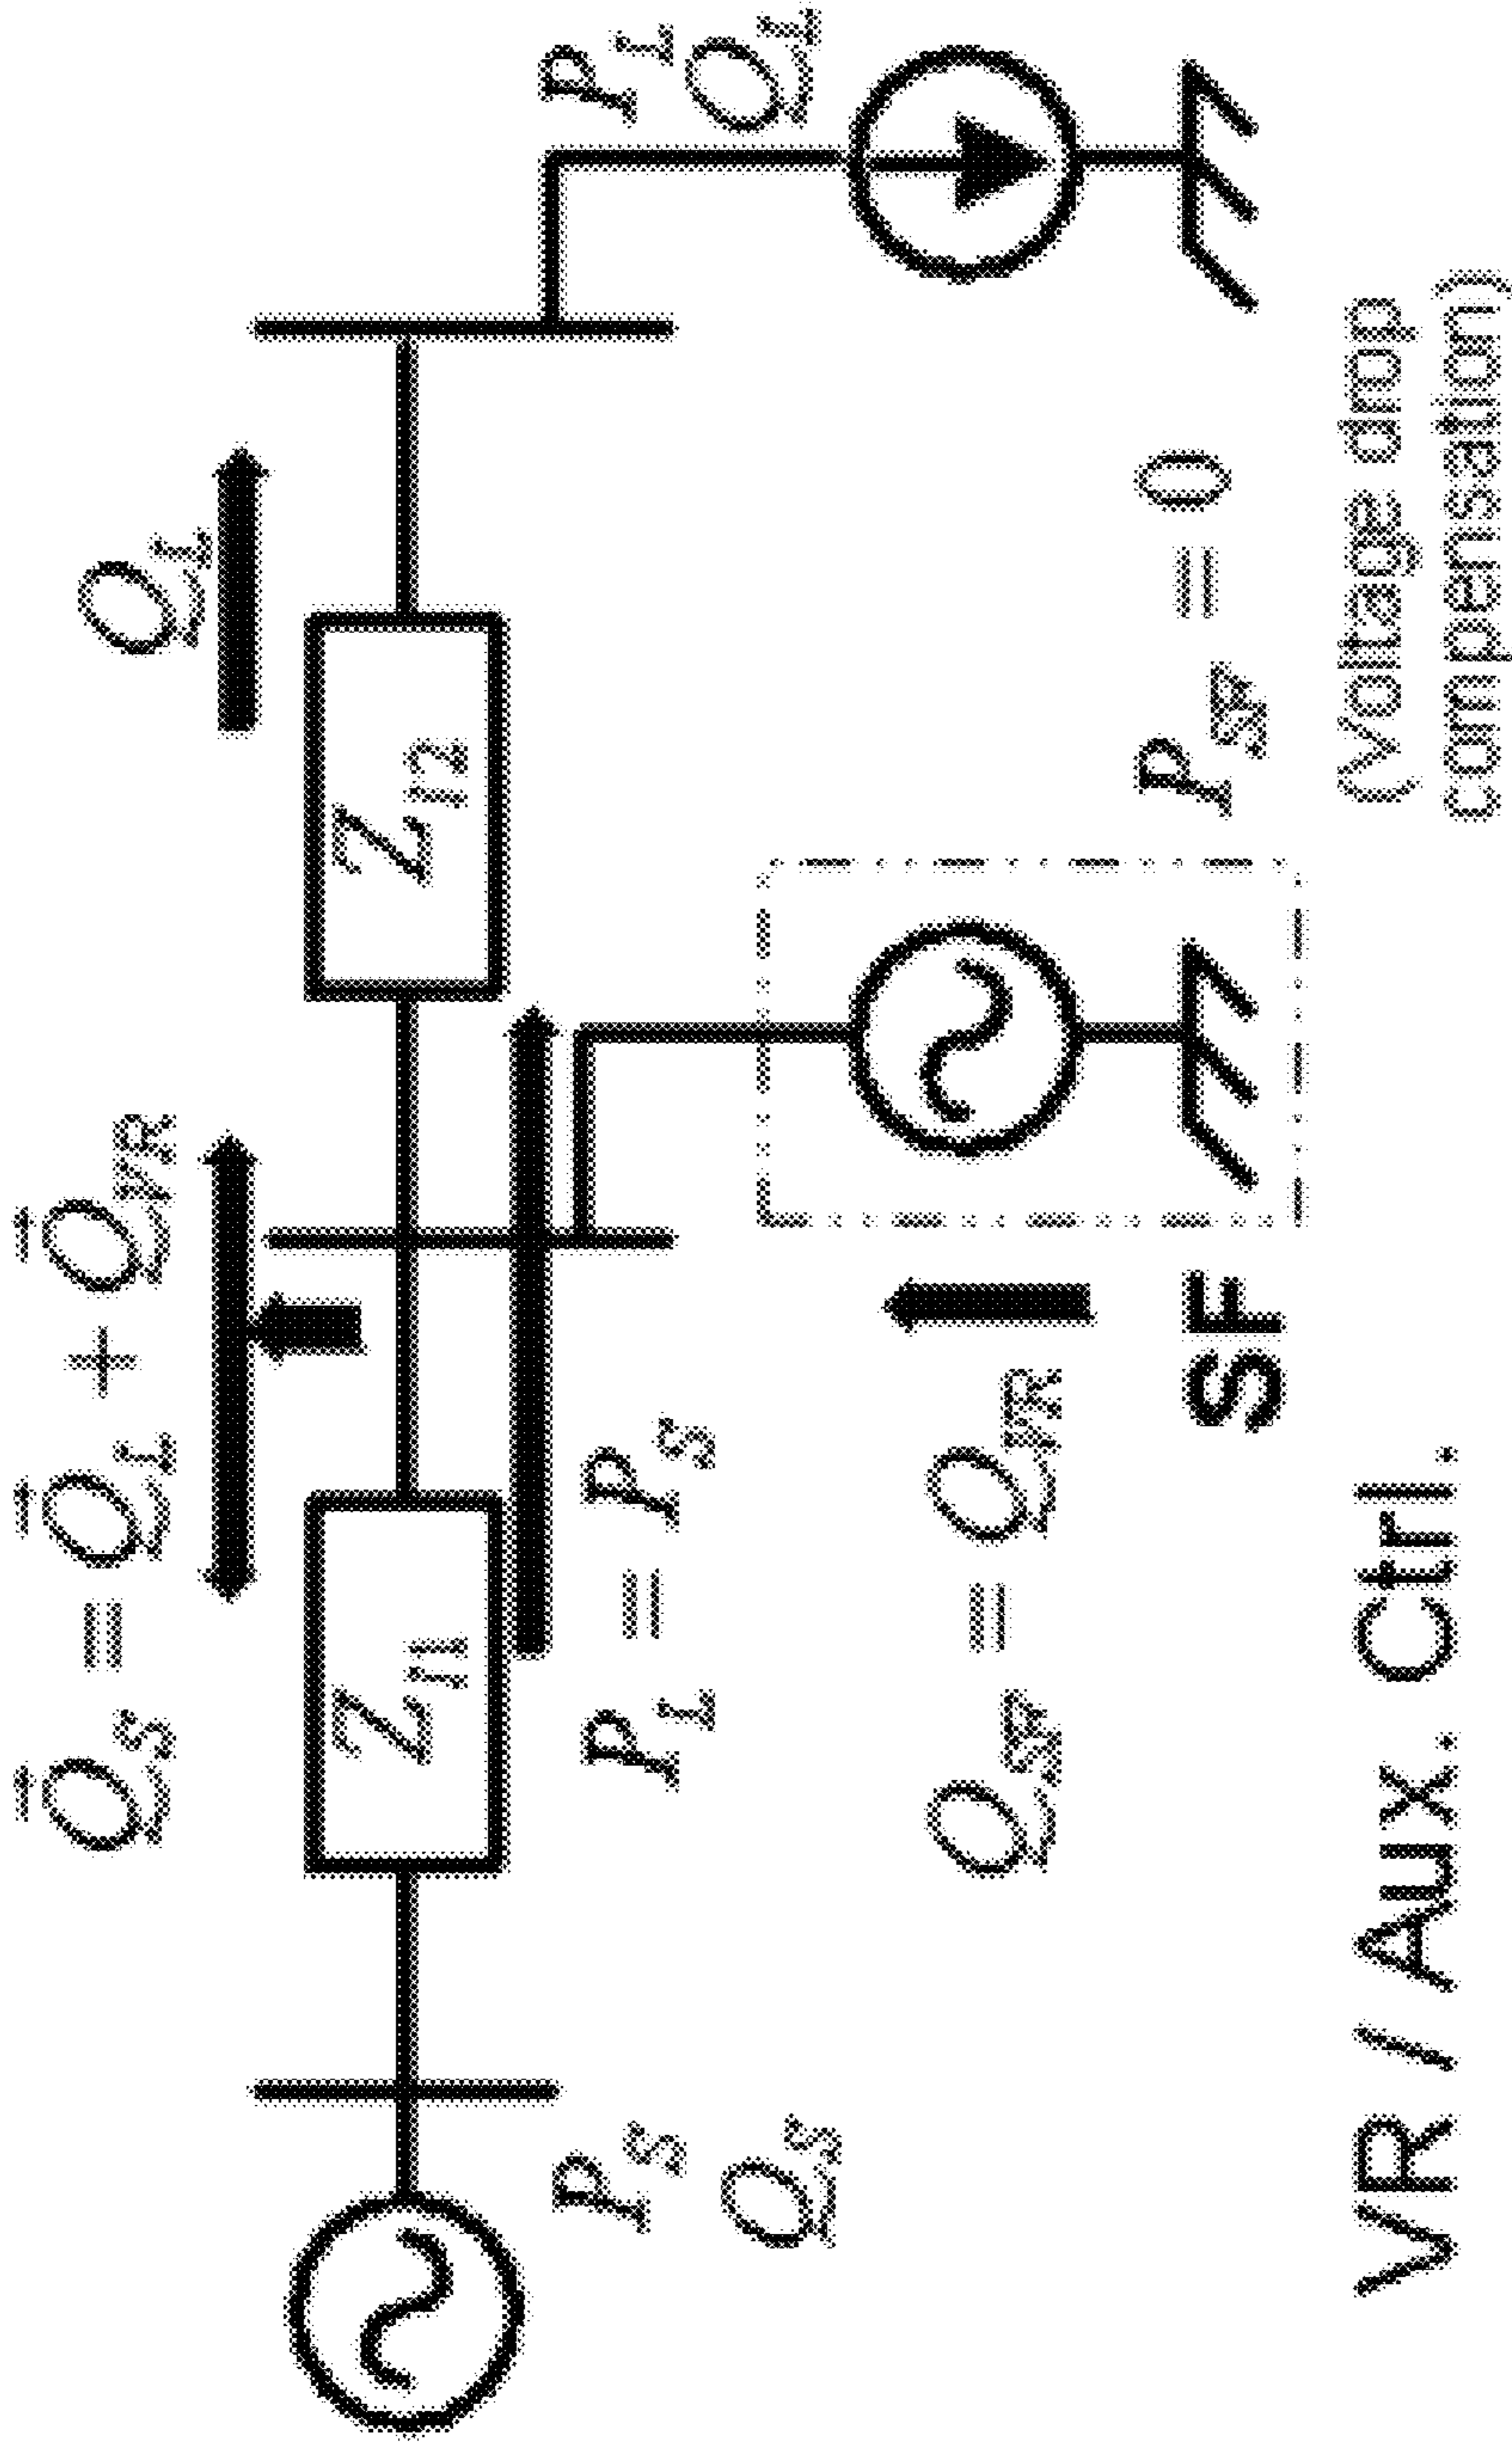 Q̄_S = Q̄_L + Q̄_VR
Q_L
Z_l1
Z_l2
P_L = P_S
P_L
Q_L
P_S
Q_S
Q_SF = Q_VR
SF
P_SF = 0
VR / Aux. Ctrl.
(Voltage drop
compensation)